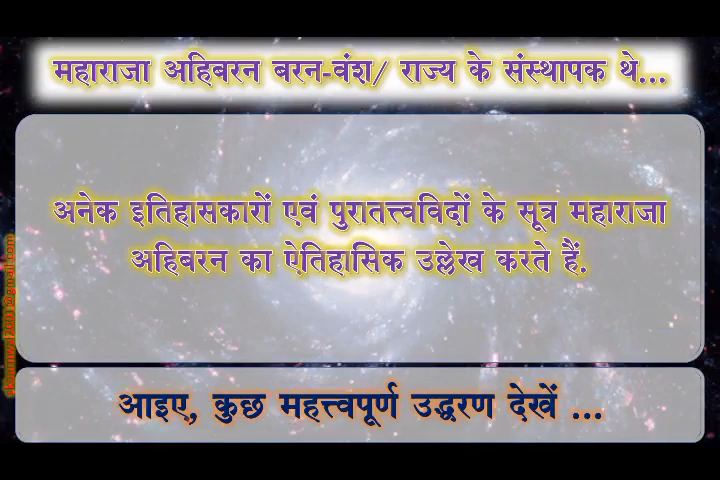 महाराजा अहिबरन बरन-वंश/ राज्य के संस्थापक थे...
अनेक इतिहासकारों एवं पुरातत्त्वविदों के सूत्र महाराजा
अहिबरन का ऐतिहासिक उल्लेख करते हैं.
आइए, कुछ महत्त्वपूर्ण उद्धरण देखें ...